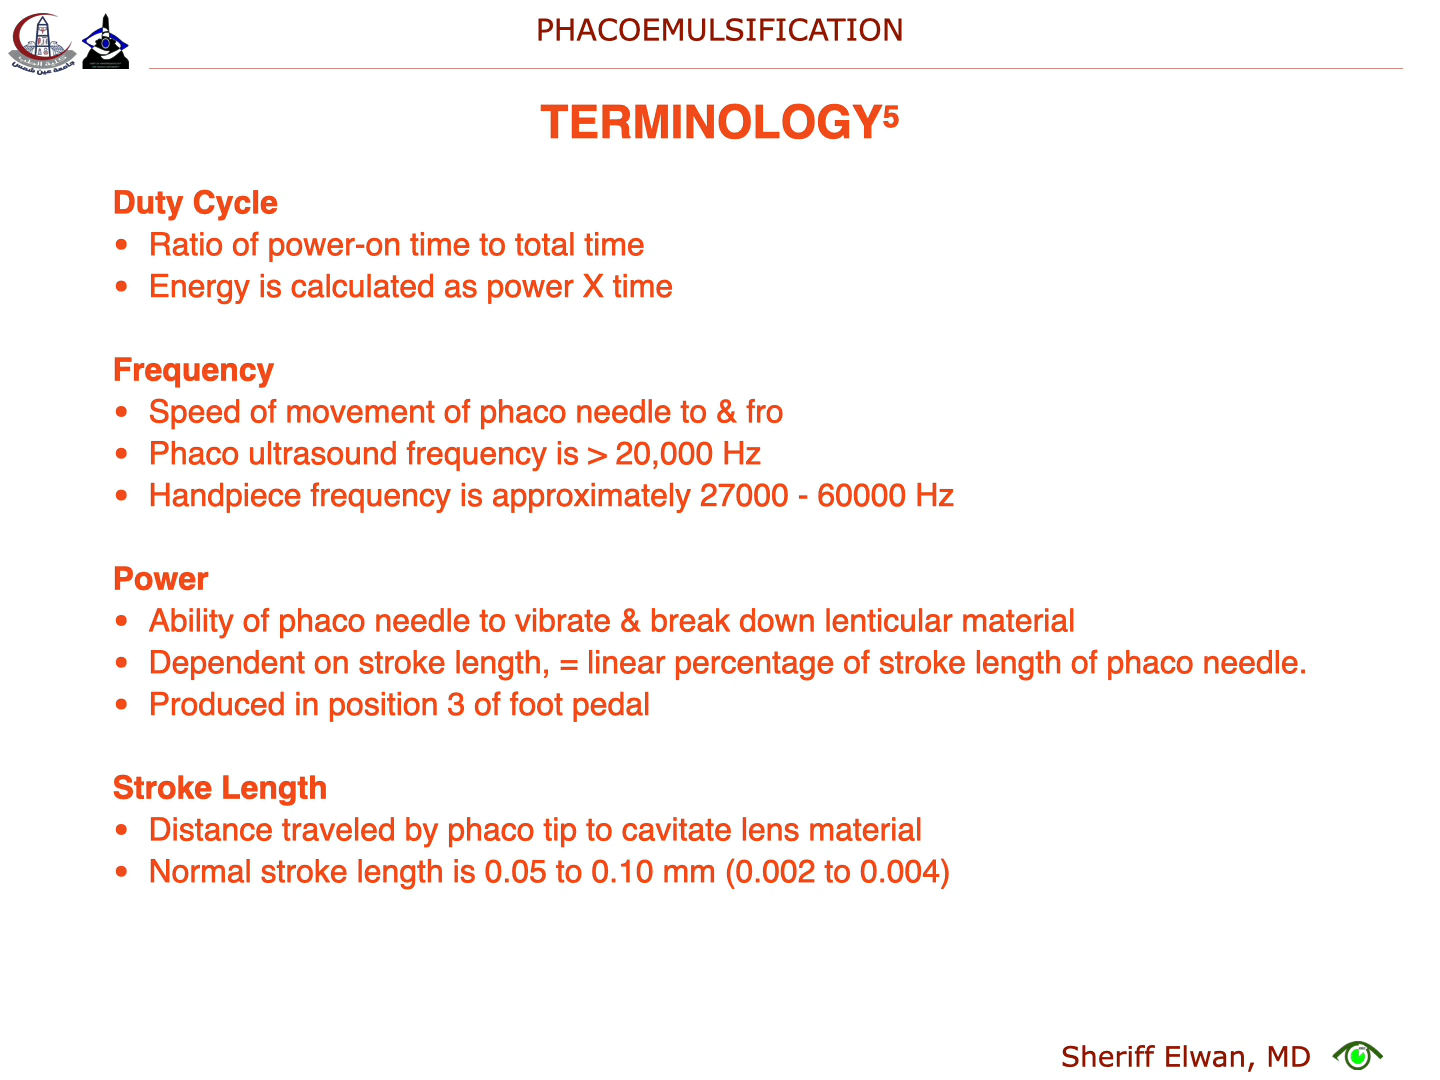 PHACOEMULSIFICATION
TERMINOLOGY⁵
Duty Cycle
• Ratio of power-on time to total time
• Energy is calculated as power X time
Frequency
• Speed of movement of phaco needle to & fro
• Phaco ultrasound frequency is > 20,000 Hz
• Handpiece frequency is approximately 27000 - 60000 Hz
Power
• Ability of phaco needle to vibrate & break down lenticular material
• Dependent on stroke length, = linear percentage of stroke length of phaco needle.
• Produced in position 3 of foot pedal
Stroke Length
• Distance traveled by phaco tip to cavitate lens material
• Normal stroke length is 0.05 to 0.10 mm (0.002 to 0.004)
Sheriff Elwan, MD